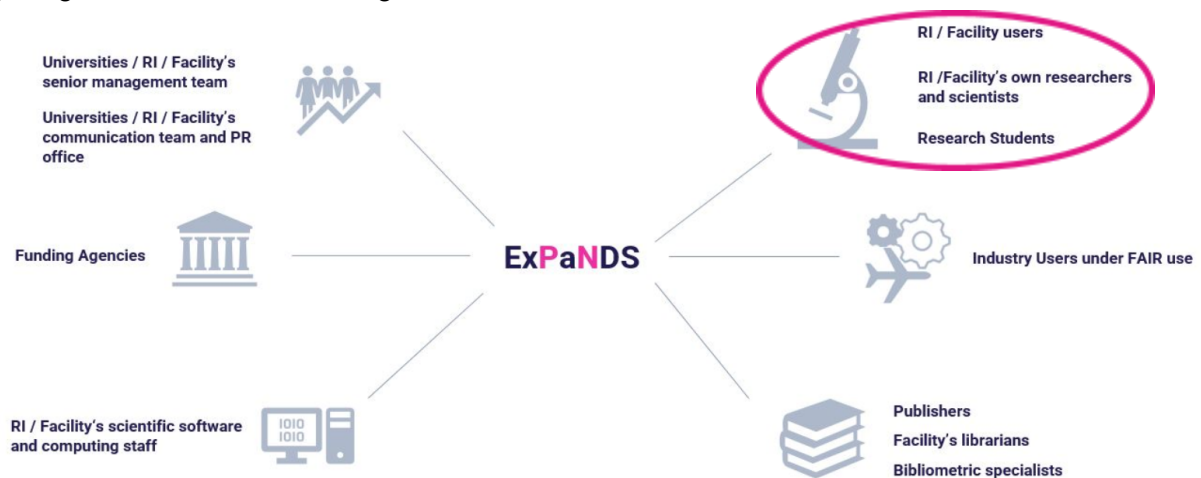 Universities / RI / Facility's
senior management team
Universities / RI / Facility's
communication team and PR
office
RI / Facility users
RI /Facility's own researchers
and scientists
Research Students
Funding Agencies
ExPaNDS
Industry Users under FAIR use
RI / Facility's scientific software
and computing staff
1010
1010
Publishers
Facility's librarians
Bibliometric specialists